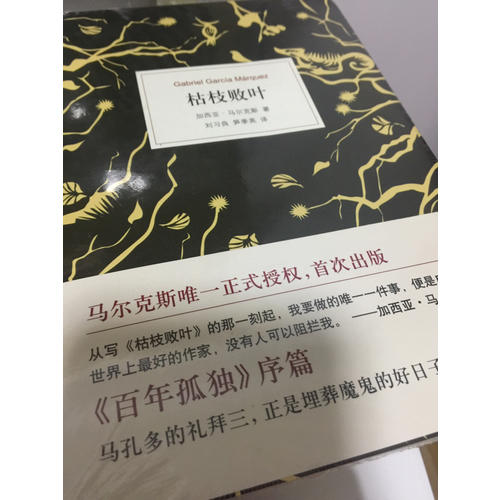 Gabriel García Márquez
枯枝败叶
加西亚·马尔克斯 著
刘习良 笋季英 译
马尔克斯唯一正式授权,首次出版
从写《枯枝败叶》的那一刻起,我要做的唯一一件事,便是
世界上最好的作家,没有人可以阻拦我。 ——加西亚·马
《百年孤独》序篇
马孔多的礼拜三,正是埋葬魔鬼的好日子